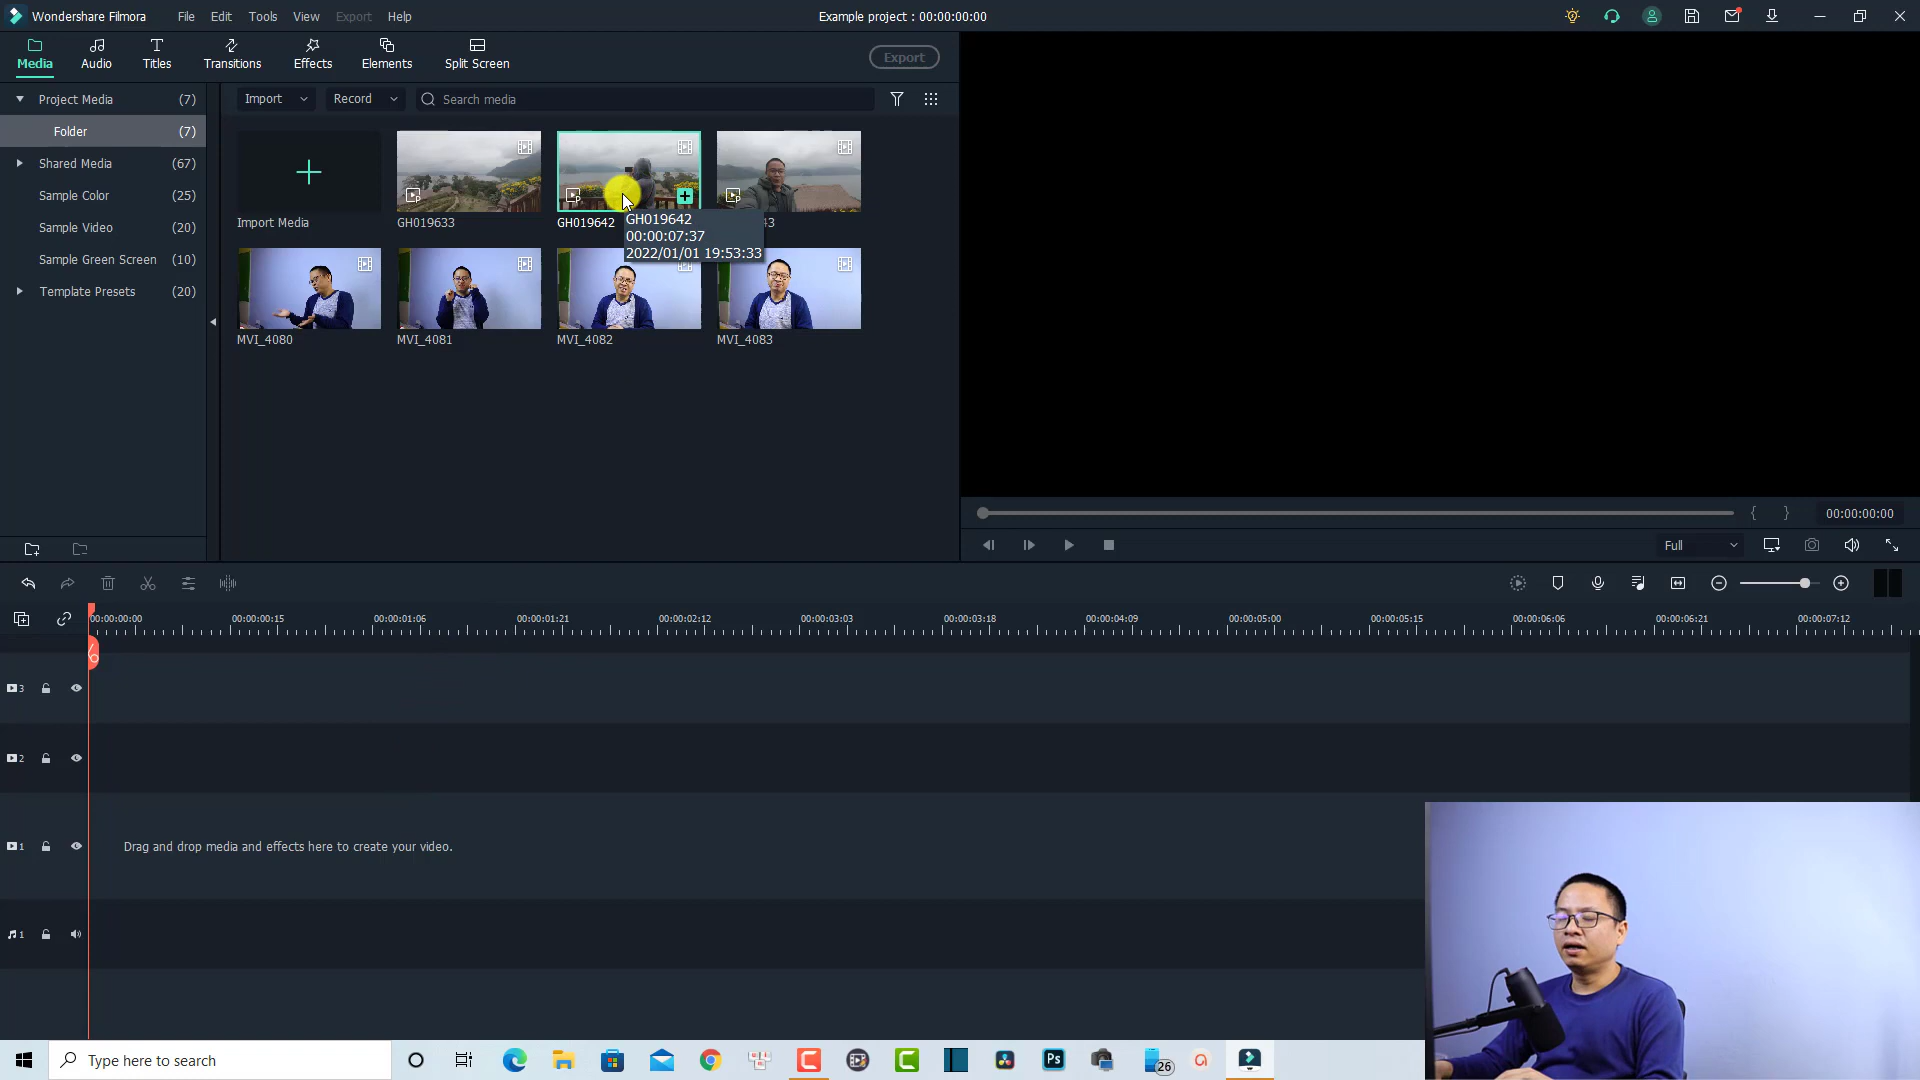 Wondershare Filmora File Edit Tools View Export Help Example project : 00:00:00:00
Media Audio Titles Transitions Effects Elements Split Screen Export
Project Media (7)
Folder (7)
Shared Media (67)
Sample Color (25)
Sample Video (20)
Sample Green Screen (10)
Template Presets (20)
Import Record Search media
Import Media GH019633 GH019642 43
GH019642
00:00:07:37
2022/01/01 19:53:33
MVI_4080 MVI_4081 MVI_4082 MVI_4083
{ } 00:00:00:00
Full
00:00:00:00 00:00:00:15 00:00:01:06 00:00:01:21 00:00:02:12 00:00:03:03 00:00:03:18 00:00:04:09 00:00:05:00 00:00:05:15 00:00:06:06 00:00:06:21 00:00:07:12
3
2
1 Drag and drop media and effects here to create your video.
1
Type here to search Ps 26